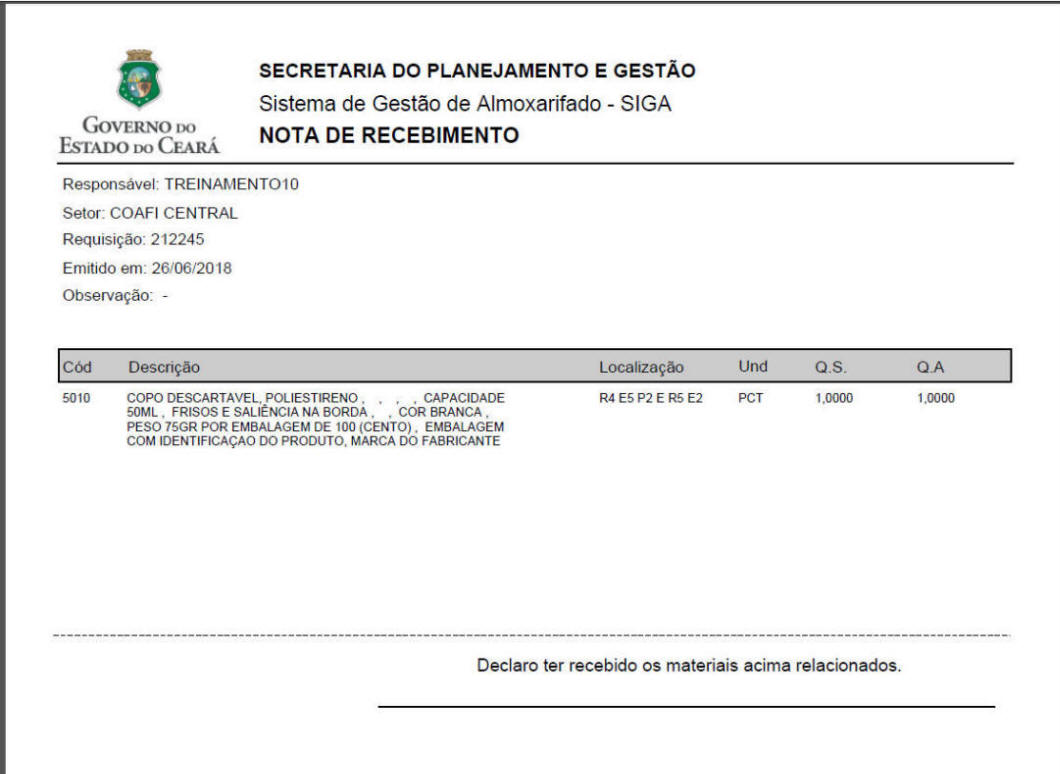 GOVERNO DO
ESTADO DO CEARÁ
SECRETARIA DO PLANEJAMENTO E GESTÃO
Sistema de Gestão de Almoxarifado - SIGA
NOTA DE RECEBIMENTO
Responsável: TREINAMENTO10
Setor: COAFI CENTRAL
Requisição: 212245
Emitido em: 26/06/2018
Observação: -
Cód Descrição Localização Und Q.S. Q.A
5010 COPO DESCARTAVEL, POLIESTIRENO , , , , CAPACIDADE R4 E5 P2 E R5 E2 PCT 1,0000 1,0000
50ML , FRISOS E SALIÊNCIA NA BORDA , , COR BRANCA ,
PESO 75GR POR EMBALAGEM DE 100 (CENTO) , EMBALAGEM
COM IDENTIFICAÇAO DO PRODUTO, MARCA DO FABRICANTE
Declaro ter recebido os materiais acima relacionados.